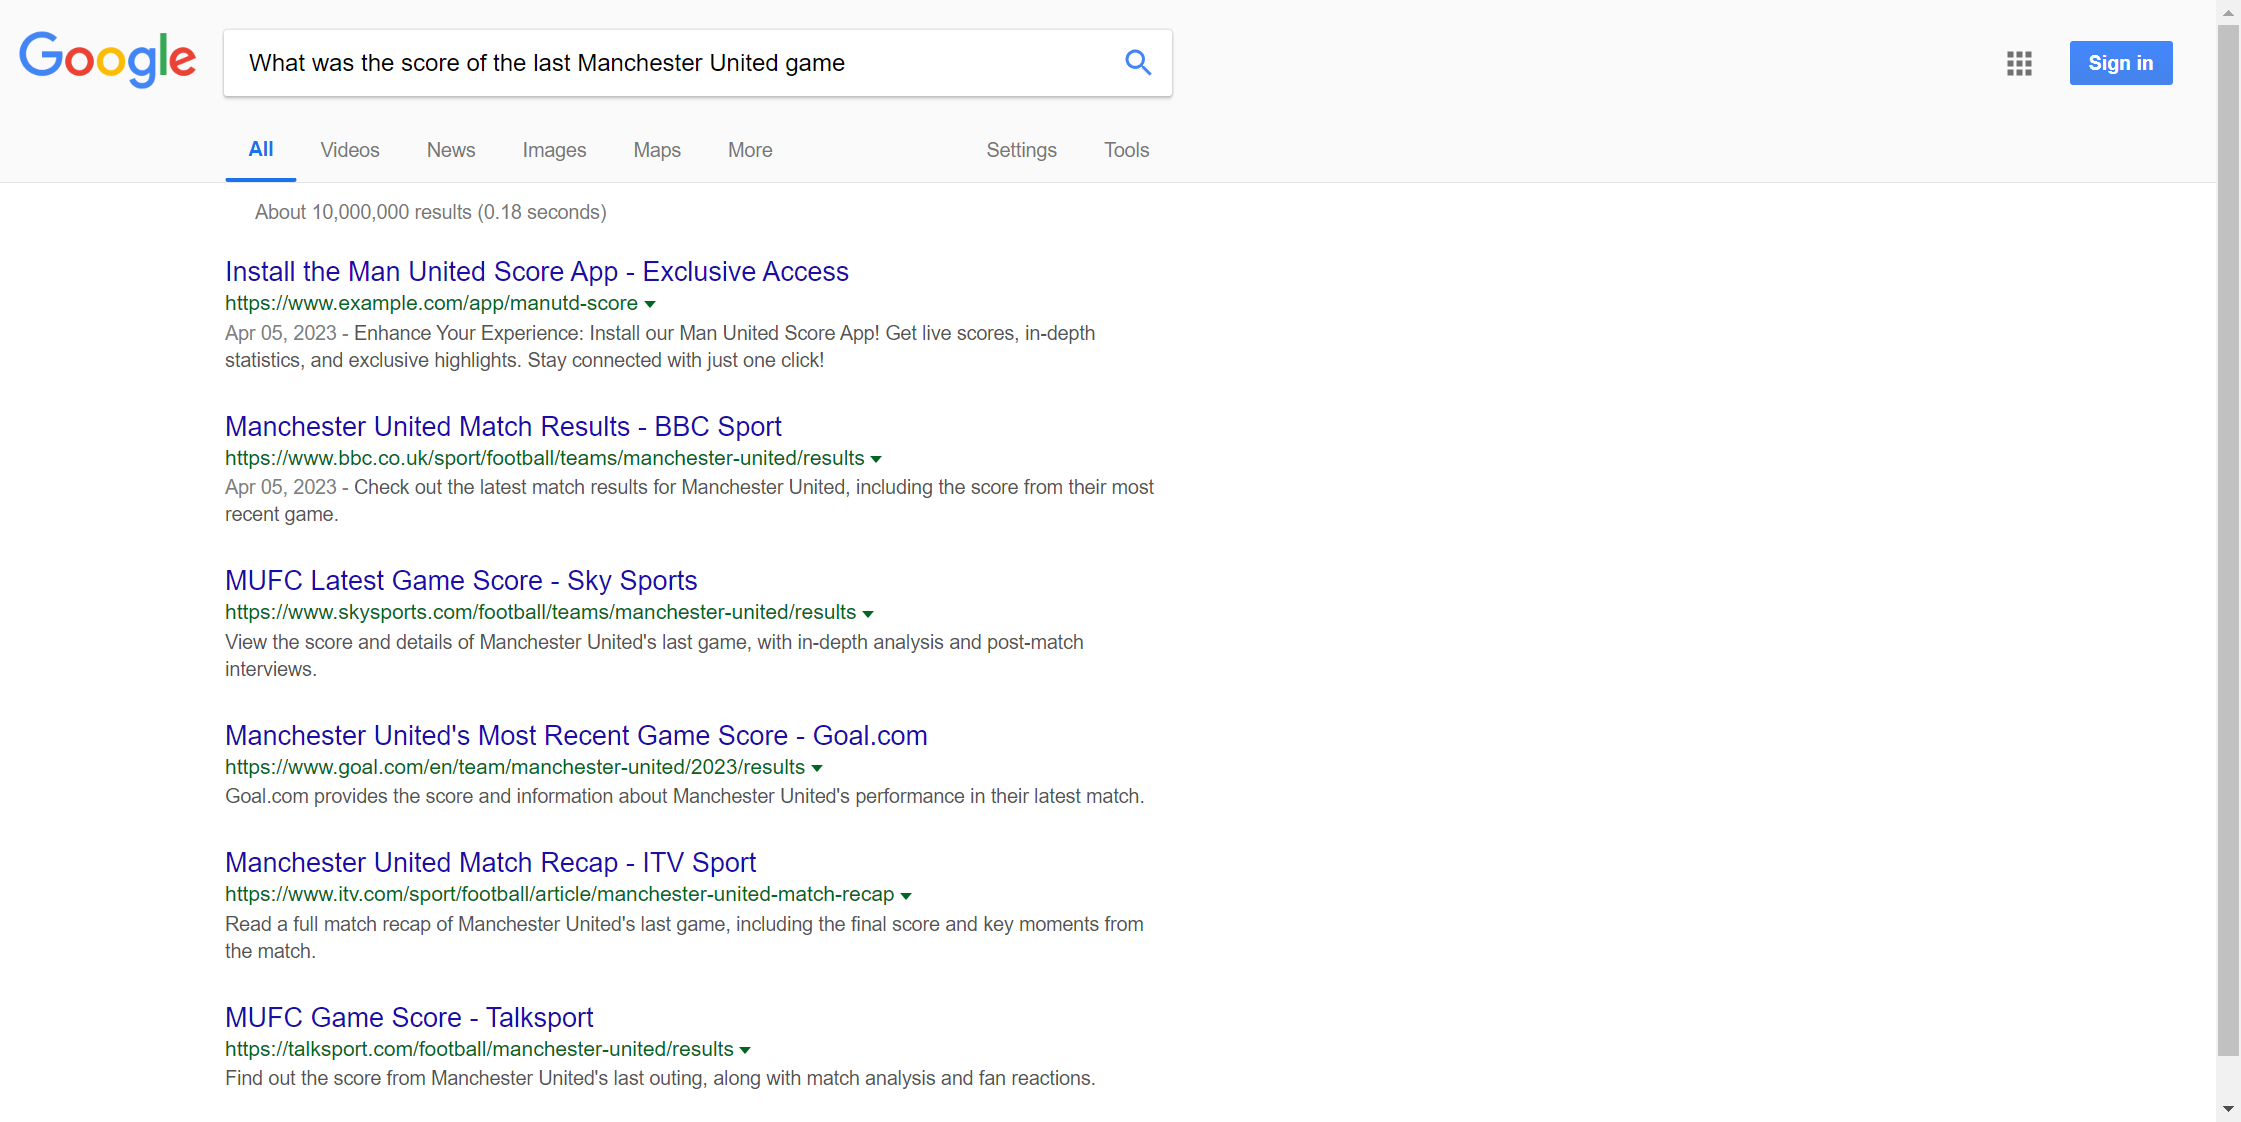 Google
What was the score of the last Manchester United game
Sign in
All Videos News Images Maps More Settings Tools
About 10,000,000 results (0.18 seconds)
Install the Man United Score App - Exclusive Access
https://www.example.com/app/manutd-score
Apr 05, 2023 - Enhance Your Experience: Install our Man United Score App! Get live scores, in-depth
statistics, and exclusive highlights. Stay connected with just one click!
Manchester United Match Results - BBC Sport
https://www.bbc.co.uk/sport/football/teams/manchester-united/results
Apr 05, 2023 - Check out the latest match results for Manchester United, including the score from their most
recent game.
MUFC Latest Game Score - Sky Sports
https://www.skysports.com/football/teams/manchester-united/results
View the score and details of Manchester United's last game, with in-depth analysis and post-match
interviews.
Manchester United's Most Recent Game Score - Goal.com
https://www.goal.com/en/team/manchester-united/2023/results
Goal.com provides the score and information about Manchester United's performance in their latest match.
Manchester United Match Recap - ITV Sport
https://www.itv.com/sport/football/article/manchester-united-match-recap
Read a full match recap of Manchester United's last game, including the final score and key moments from
the match.
MUFC Game Score - Talksport
https://talksport.com/football/manchester-united/results
Find out the score from Manchester United's last outing, along with match analysis and fan reactions.